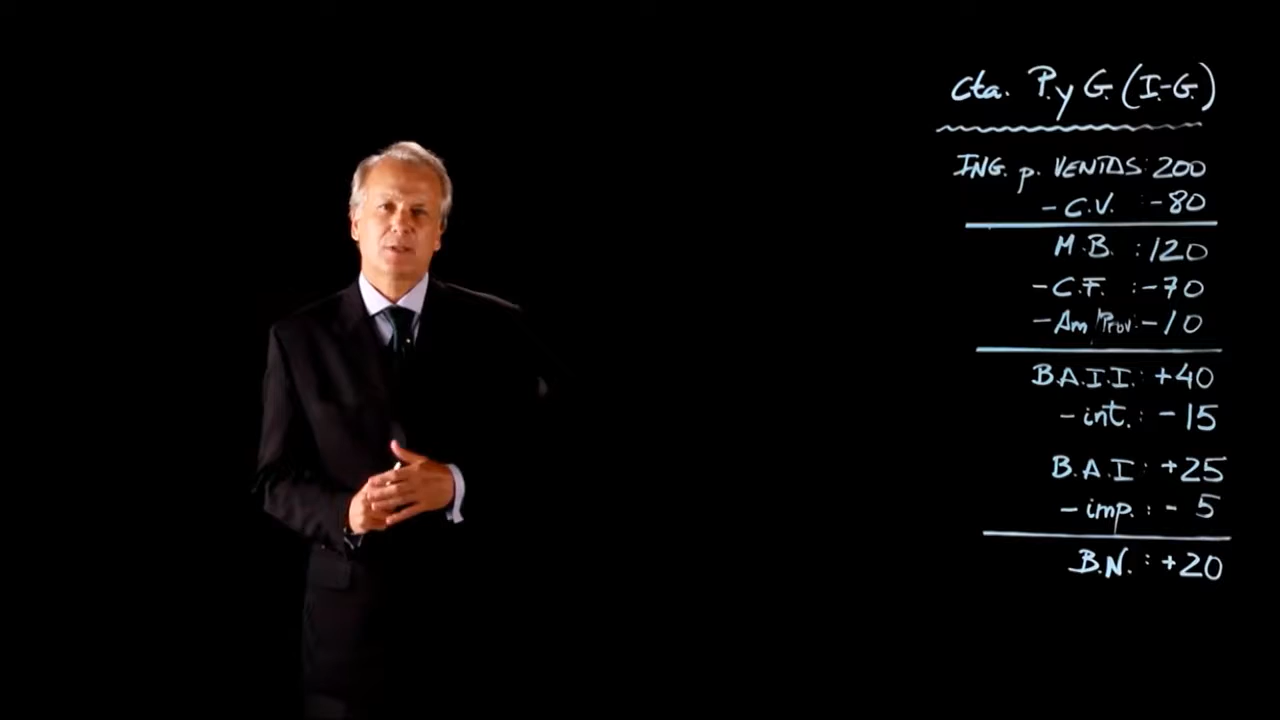 Cta. P. y G. (I.-G.)
ING. p. VENTAS: 200
- C.V. : -80
M.B. : 120
- C.F. : -70
- Am/Prov: -10
B.A.I.I.: +40
- int.: -15
B.A.I: +25
- imp.: - 5
B.N. : +20